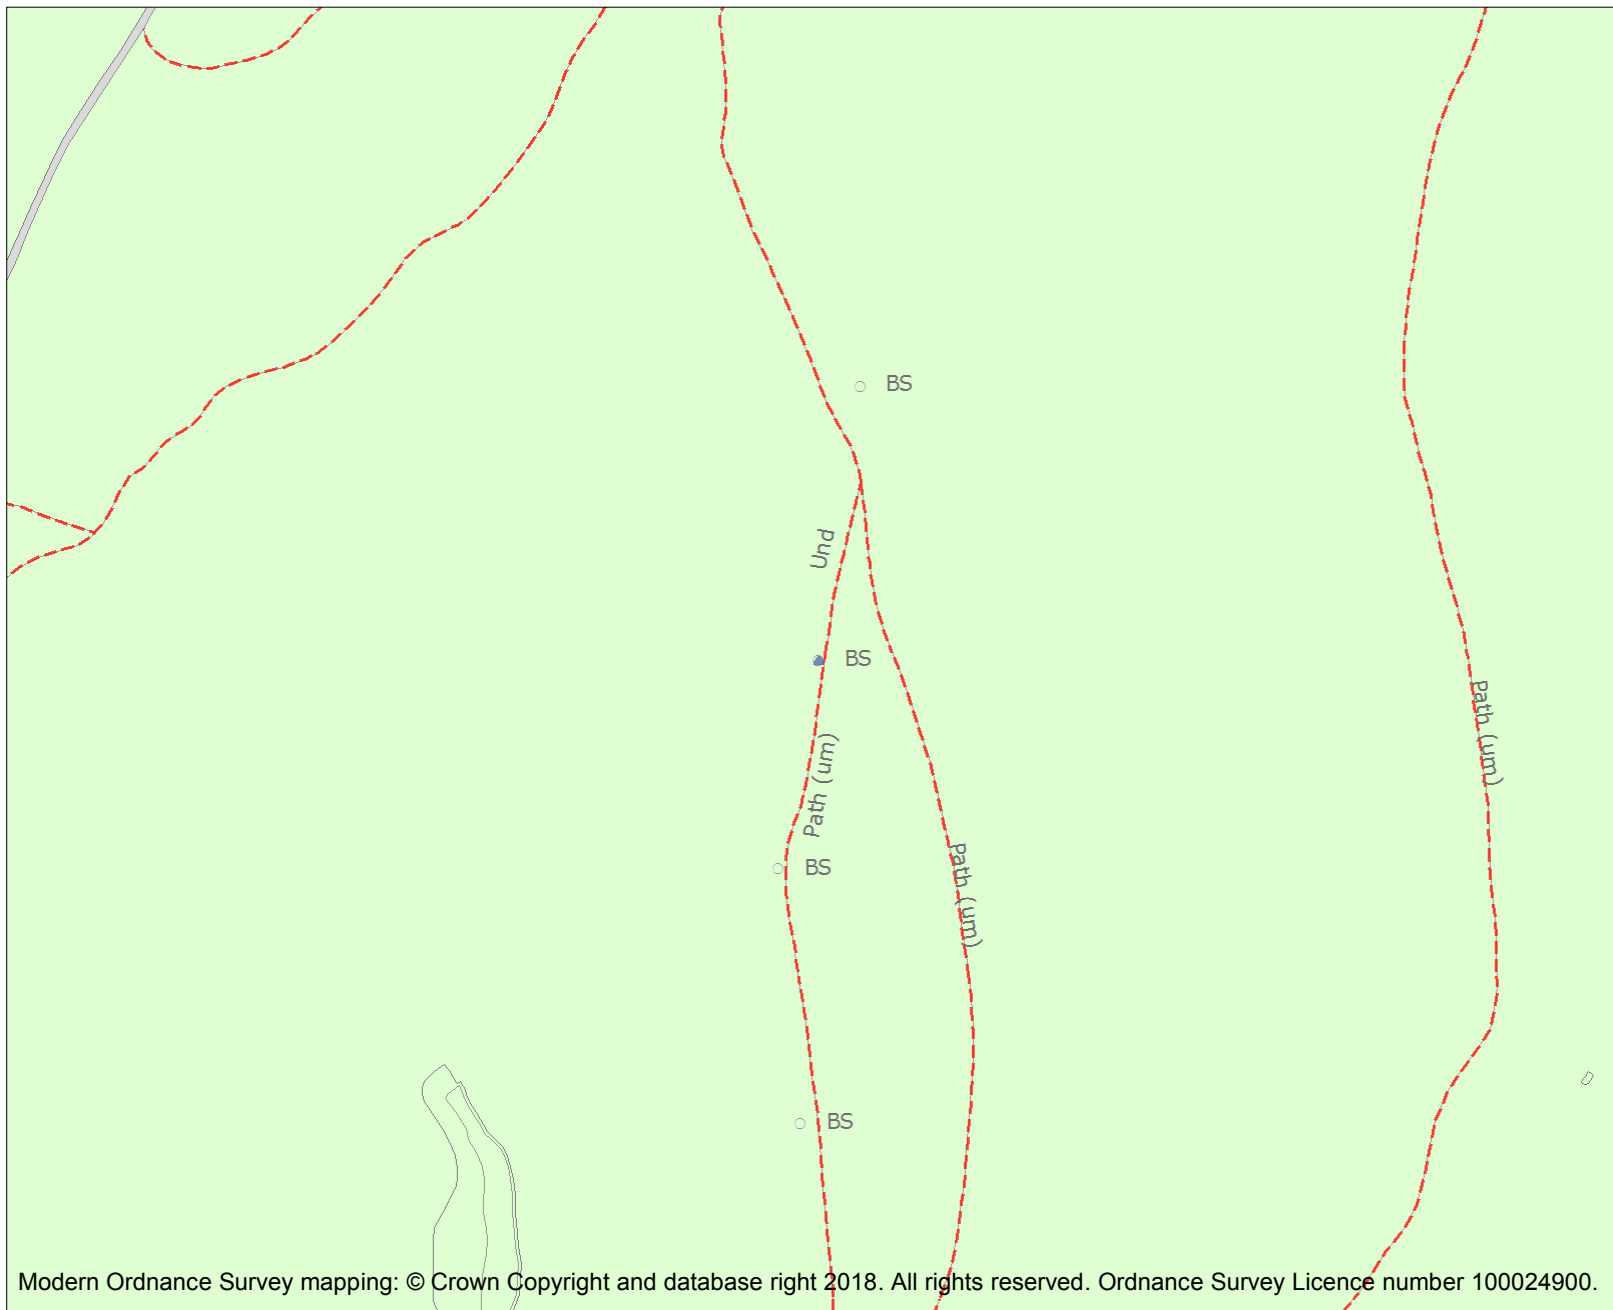 BS
Und
BS
Path (um)
Path (um)
Path (um)
BS
BS
Modern Ordnance Survey mapping: © Crown Copyright and database right 2018. All rights reserved. Ordnance Survey Licence number 100024900.